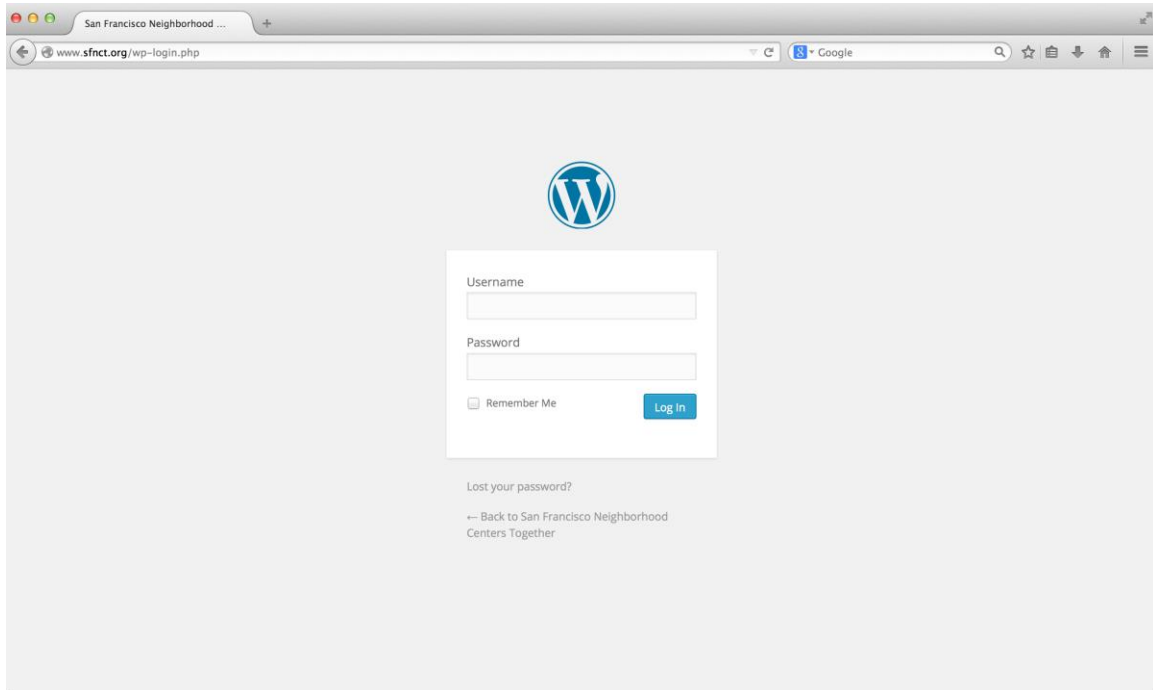 San Francisco Neighborhood ...
www.sfnct.org/wp-login.php
Google
Username
Password
Remember Me
Log In
Lost your password?
← Back to San Francisco Neighborhood
Centers Together